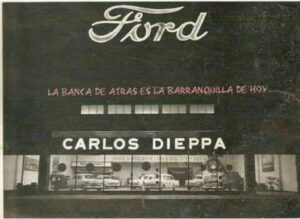 Ford
LA BANCA DE ATRAS ES LA BARRANQUILLA DE HOY
CARLOS DIEPPA